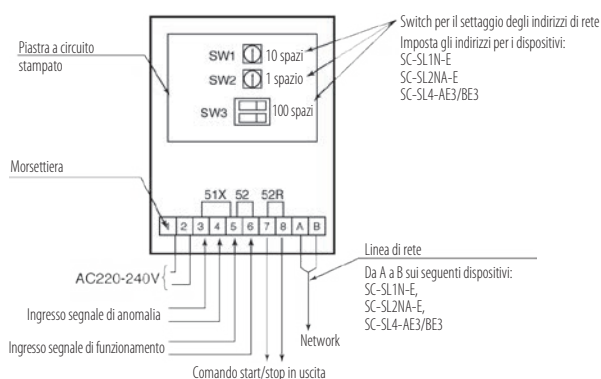 Piastra a circuito
stampato
SW1 10 spazi
SW2 1 spazio
SW3 100 spazi
Switch per il settaggio degli indirizzi di rete
Imposta gli indirizzi per i dispositivi:
SC-SL1N-E
SC-SL2NA-E
SC-SL4-AE3/BE3
Morsettiera
51X 52 52R
1 2 3 4 5 6 7 8 A B
AC220-240V
Ingresso segnale di anomalia
Ingresso segnale di funzionamento
Comando start/stop in uscita
Network
Linea di rete
Da A a B sui seguenti dispositivi:
SC-SL1N-E,
SC-SL2NA-E,
SC-SL4-AE3/BE3